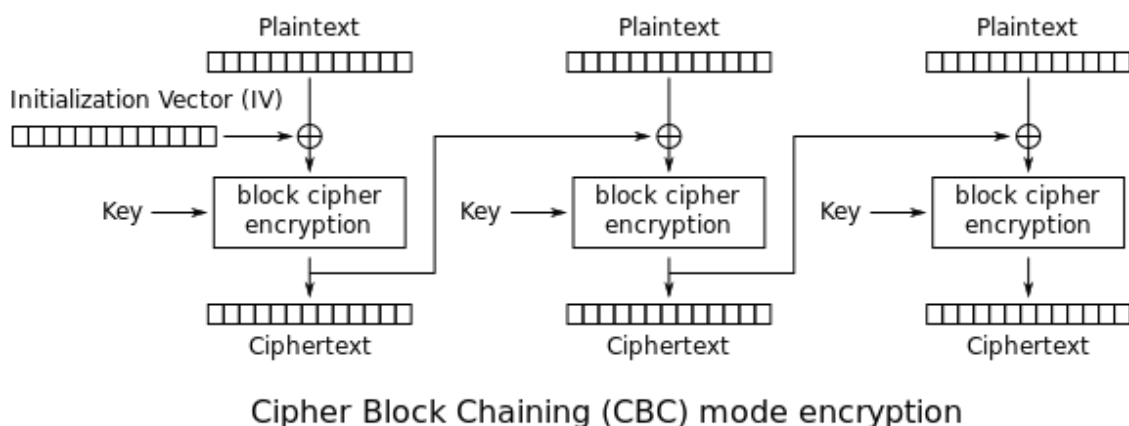 Plaintext Plaintext Plaintext
Initialization Vector (IV)
Key block cipher encryption Key block cipher encryption Key block cipher encryption
Ciphertext Ciphertext Ciphertext
Cipher Block Chaining (CBC) mode encryption